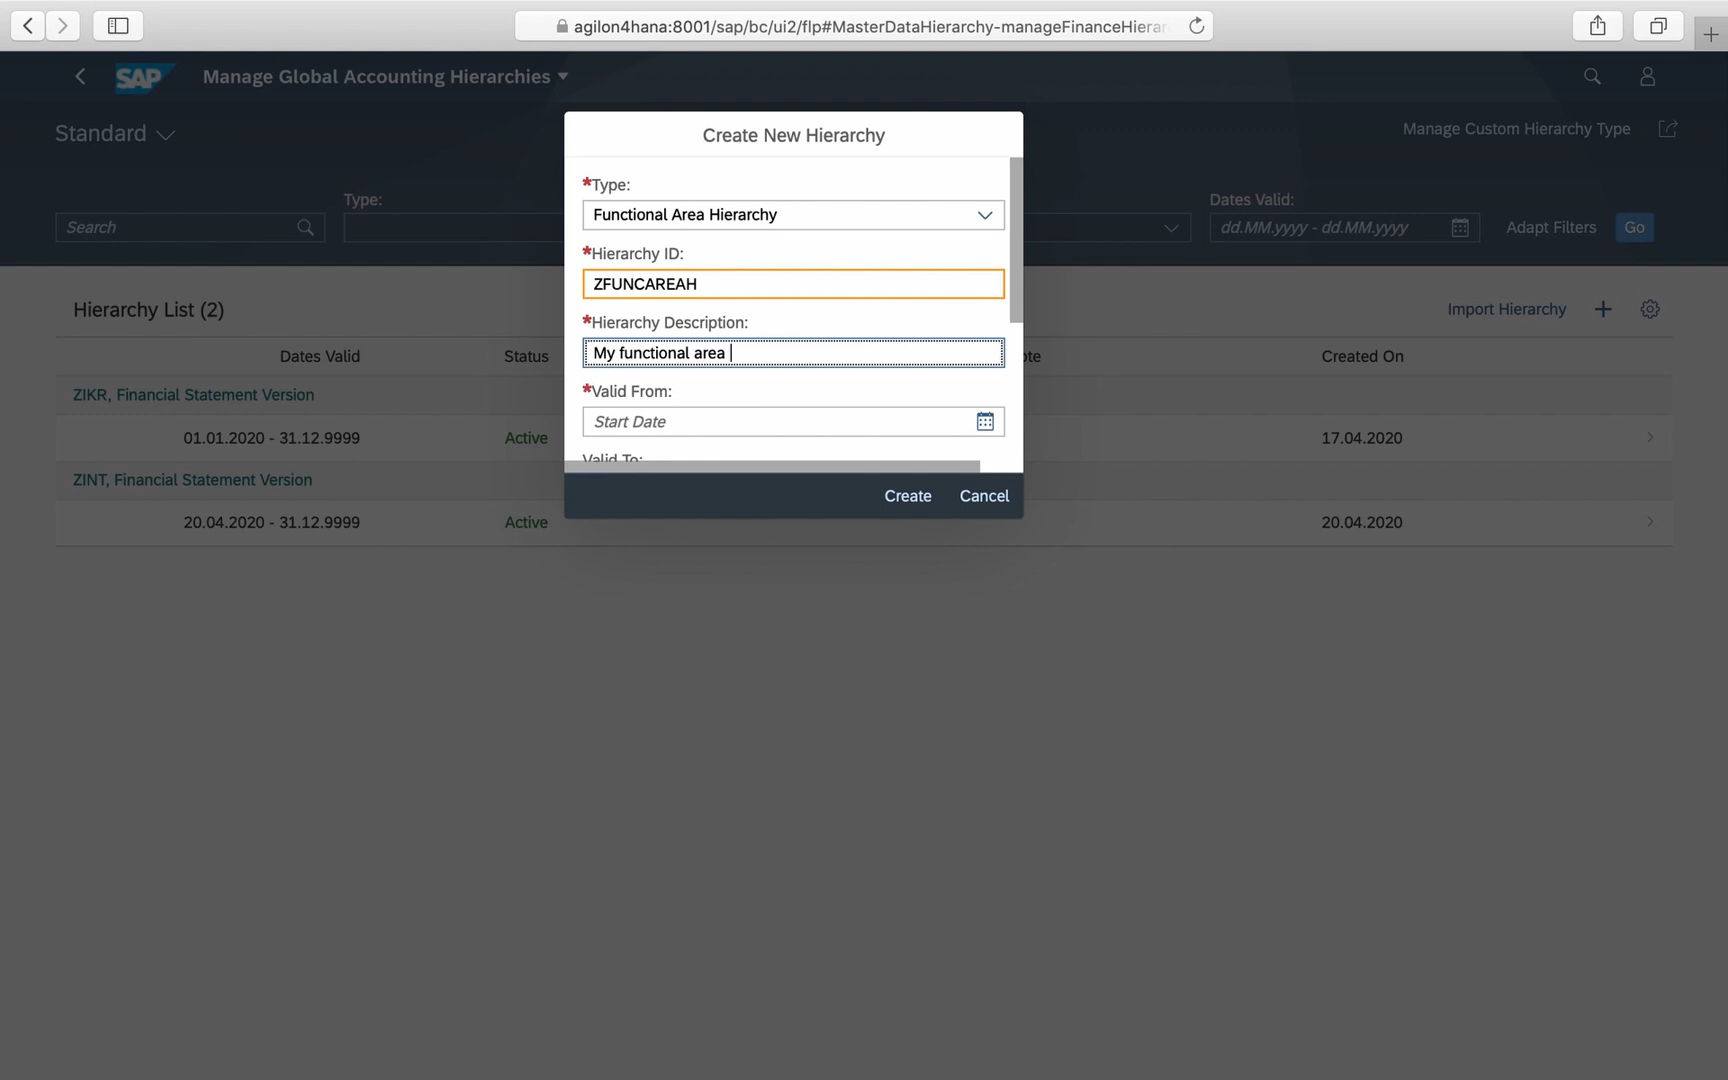 agilon4hana:8001/sap/bc/ui2/flp#MasterDataHierarchy-manageFinanceHierar
SAP Manage Global Accounting Hierarchies
Standard
Manage Custom Hierarchy Type
Search
Type:
Dates Valid:
dd.MM.yyyy - dd.MM.yyyy
Adapt Filters
Go
Create New Hierarchy
*Type:
Functional Area Hierarchy
*Hierarchy ID:
ZFUNCAREAH
*Hierarchy Description:
My functional area
*Valid From:
Start Date
Valid To:
Create Cancel
Hierarchy List (2)
Import Hierarchy
Dates Valid Status Created On
ZIKR, Financial Statement Version
01.01.2020 - 31.12.9999 Active 17.04.2020
ZINT, Financial Statement Version
20.04.2020 - 31.12.9999 Active 20.04.2020